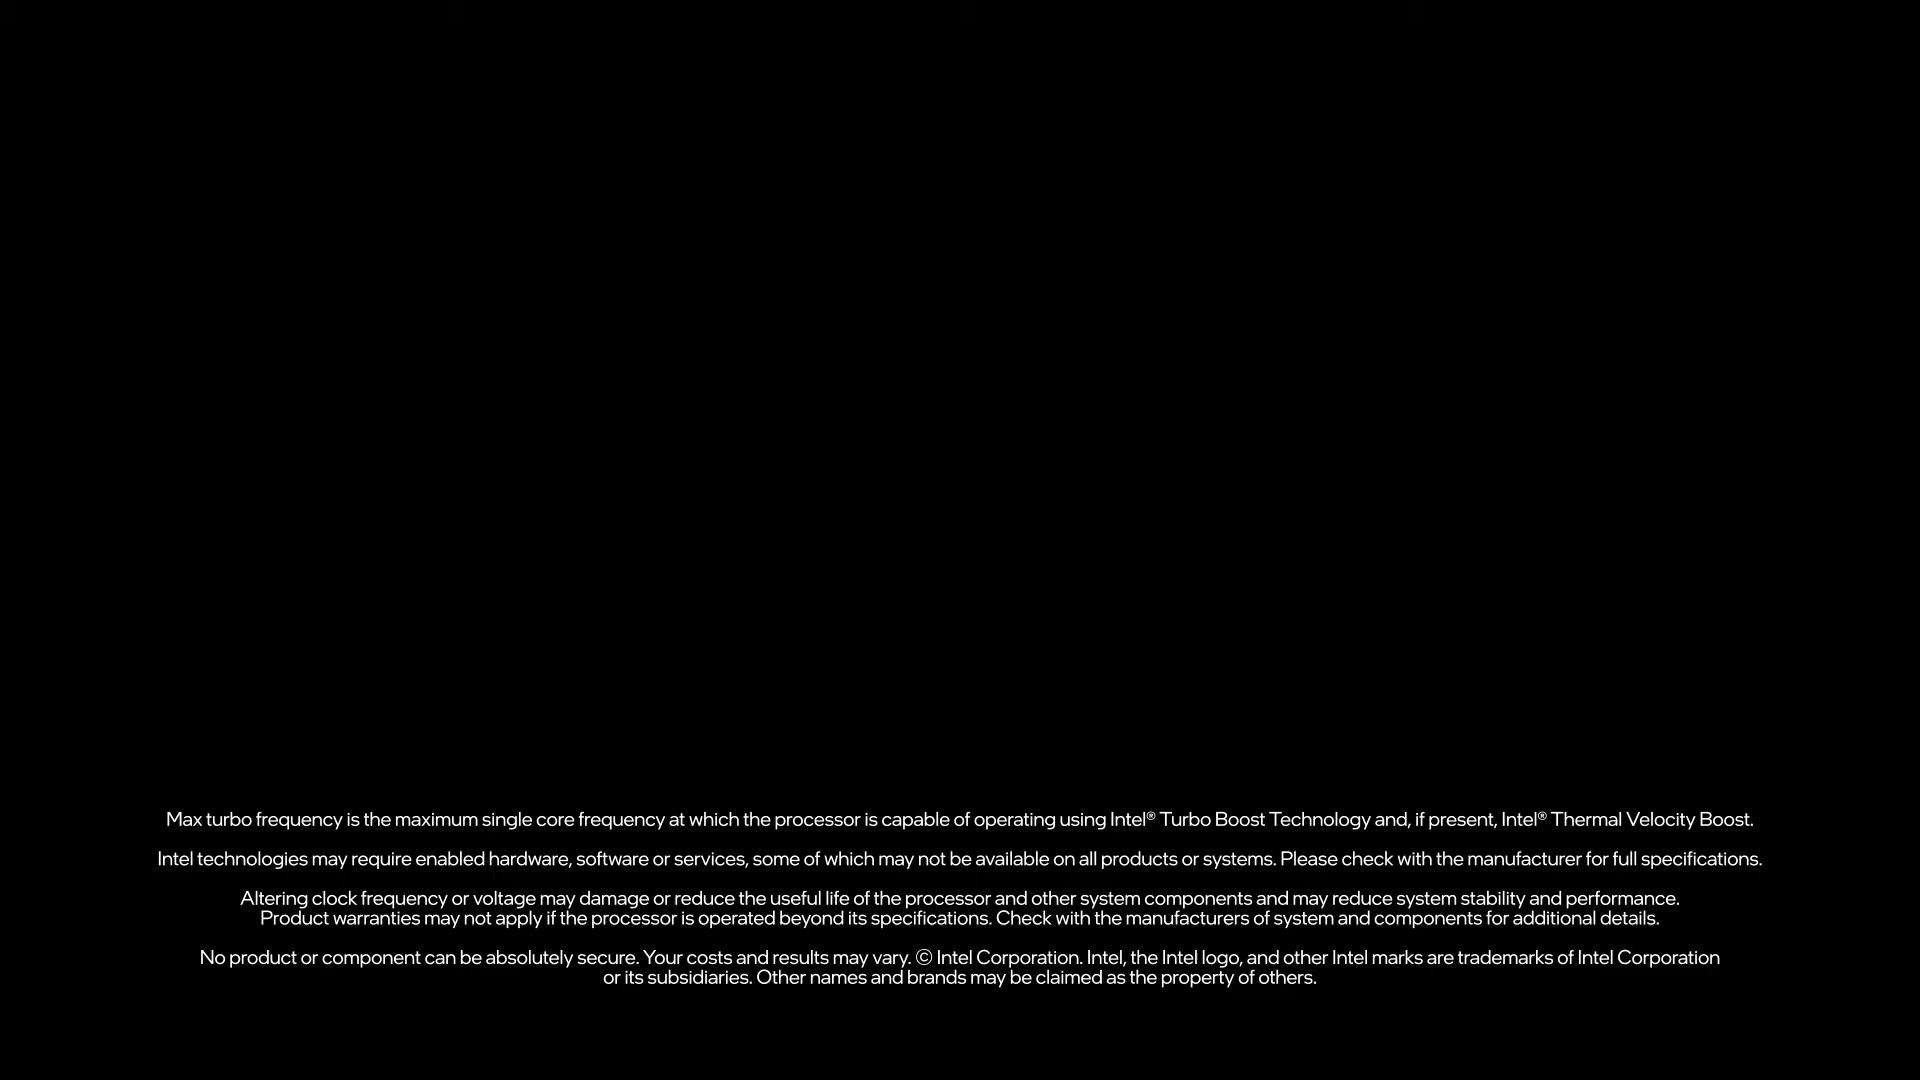 Max turbo frequency is the maximum single core frequency at which the processor is capable of operating using Intel® Turbo Boost Technology and, if present, Intel® Thermal Velocity Boost.
Intel technologies may require enabled hardware, software or services, some of which may not be available on all products or systems. Please check with the manufacturer for full specifications.
Altering clock frequency or voltage may damage or reduce the useful life of the processor and other system components and may reduce system stability and performance.
Product warranties may not apply if the processor is operated beyond its specifications. Check with the manufacturers of system and components for additional details.
No product or component can be absolutely secure. Your costs and results may vary. © Intel Corporation. Intel, the Intel logo, and other Intel marks are trademarks of Intel Corporation
or its subsidiaries. Other names and brands may be claimed as the property of others.